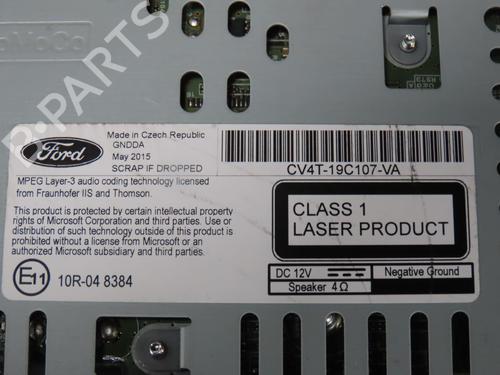 FoMoCo
B-PARTS
Ford
Made in Czech Republic
GNDDA
May 2015
SCRAP IF DROPPED
CV4T-19C107-VA
MPEG Layer-3 audio coding technology licensed
from Fraunhofer IIS and Thomson.
This product is protected by certain intellectual property
rights of Microsoft Corporation and third parties. Use or
distribution of such technology outside of this product is
prohibited without a license from Microsoft or an
authorized Microsoft subsidiary and third parties.
CLASS 1
LASER PRODUCT
E11 10R-04 8384
DC 12V Negative Ground
Speaker 4 Ω